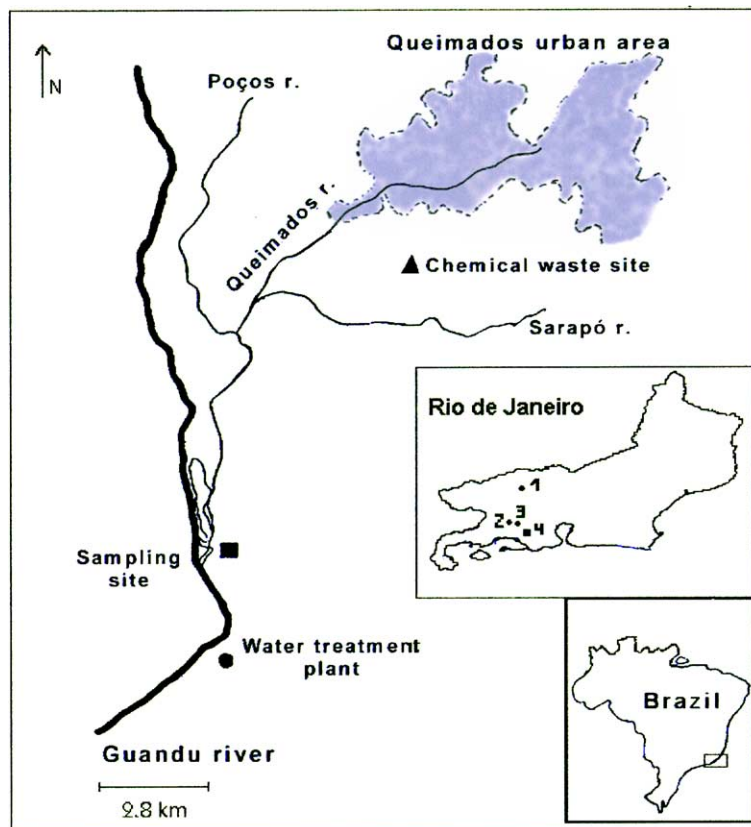 Queimados urban area
N
Poços r.
Queimados r.
Chemical waste site
Sarapó r.
Rio de Janeiro
1
2 3
4
Sampling
site
Water treatment
plant
Brazil
Guandu river
2.8 km